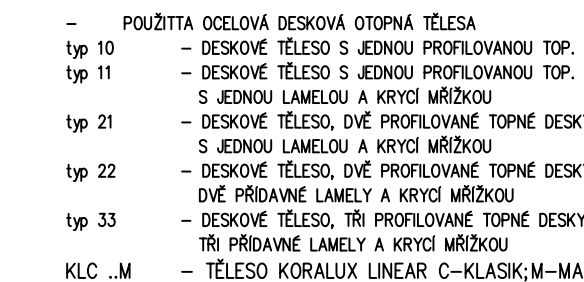 – POUŽITTA OCELOVÁ DESKOVÁ OTOPNÁ TĚLESA
typ 10 – DESKOVÉ TĚLESO S JEDNOU PROFILOVANOU TOP.
typ 11 – DESKOVÉ TĚLESO S JEDNOU PROFILOVANOU TOP.
S JEDNOU LAMELOU A KRYCÍ MŘÍŽKOU
typ 21 – DESKOVÉ TĚLESO, DVĚ PROFILOVANÉ TOPNÉ DESKY
S JEDNOU LAMELOU A KRYCÍ MŘÍŽKOU
typ 22 – DESKOVÉ TĚLESO, DVĚ PROFILOVANÉ TOPNÉ DESKY
DVĚ PŘÍDAVNÉ LAMELY A KRYCÍ MŘÍŽKOU
typ 33 – DESKOVÉ TĚLESO, TŘI PROFILOVANÉ TOPNÉ DESKY
TŘI PŘÍDAVNÉ LAMELY A KRYCÍ MŘÍŽKOU
KLC ..M – TĚLESO KORALUX LINEAR C–KLASIK;M–MA